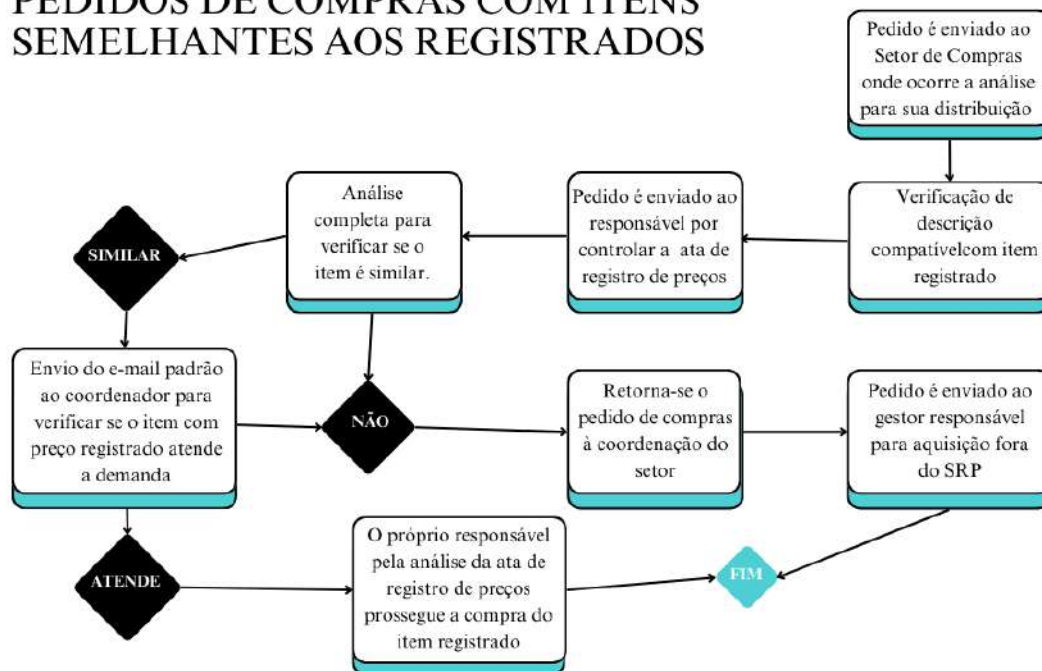 PEDIDOS DE COMPRAS COM ITENS
SEMELHANTES AOS REGISTRADOS
Pedido é enviado ao
Setor de Compras
onde ocorre a análise
para sua distribuição
Verificação de
descrição
compatívelcom item
registrado
Pedido é enviado ao
responsável por
controlar a ata de
registro de preços
Análise
completa para
verificar se o
item é similar.
SIMILAR
Envio do e-mail padrão
ao coordenador para
verificar se o item com
preço registrado atende
a demanda
NÃO
Retorna-se o
pedido de compras
à coordenação do
setor
Pedido é enviado ao
gestor responsável
para aquisição fora
do SRP
ATENDE
O próprio responsável
pela análise da ata de
registro de preços
prossegue a compra do
item registrado
FIM